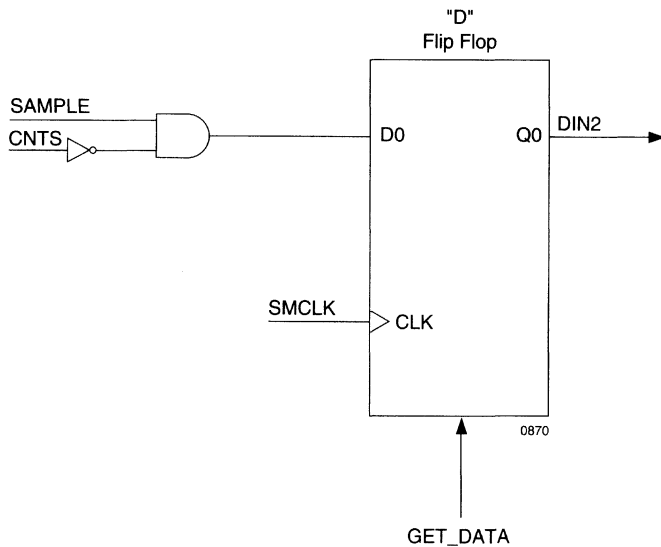 "D"
Flip Flop
SAMPLE
CNTS
D0
Q0
DIN2
SMCLK
CLK
0870
GET_DATA